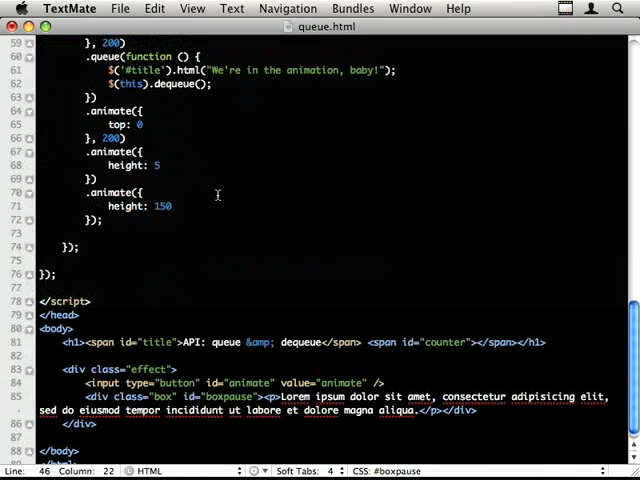 TextMate File Edit View Text Navigation Bundles Window Help
queue.html
59 }, 200)
60 .queue(function () {
61 $('#title').html("We're in the animation, baby!");
62 $(this).dequeue();
63 })
64 .animate({
65 top: 0
66 }, 200)
67 .animate({
68 height: 5
69 })
70 .animate({
71 height: 150
72 });
73
74 });
75
76 });
77
78 </script>
79 </head>
80 <body>
81 <h1><span id="title">API: queue &amp; dequeue</span> <span id="counter"></span></h1>
82
83 <div class="effect">
84 <input type="button" id="animate" value="animate" />
85 <div class="box" id="boxpause"><p>Lorem ipsum dolor sit amet, consectetur adipisicing elit,
sed do eiusmod tempor incididunt ut labore et dolore magna aliqua.</p></div>
86 </div>
87
88 </body>
Line: 46 Column: 22 HTML Soft Tabs: 4 CSS: #boxpause